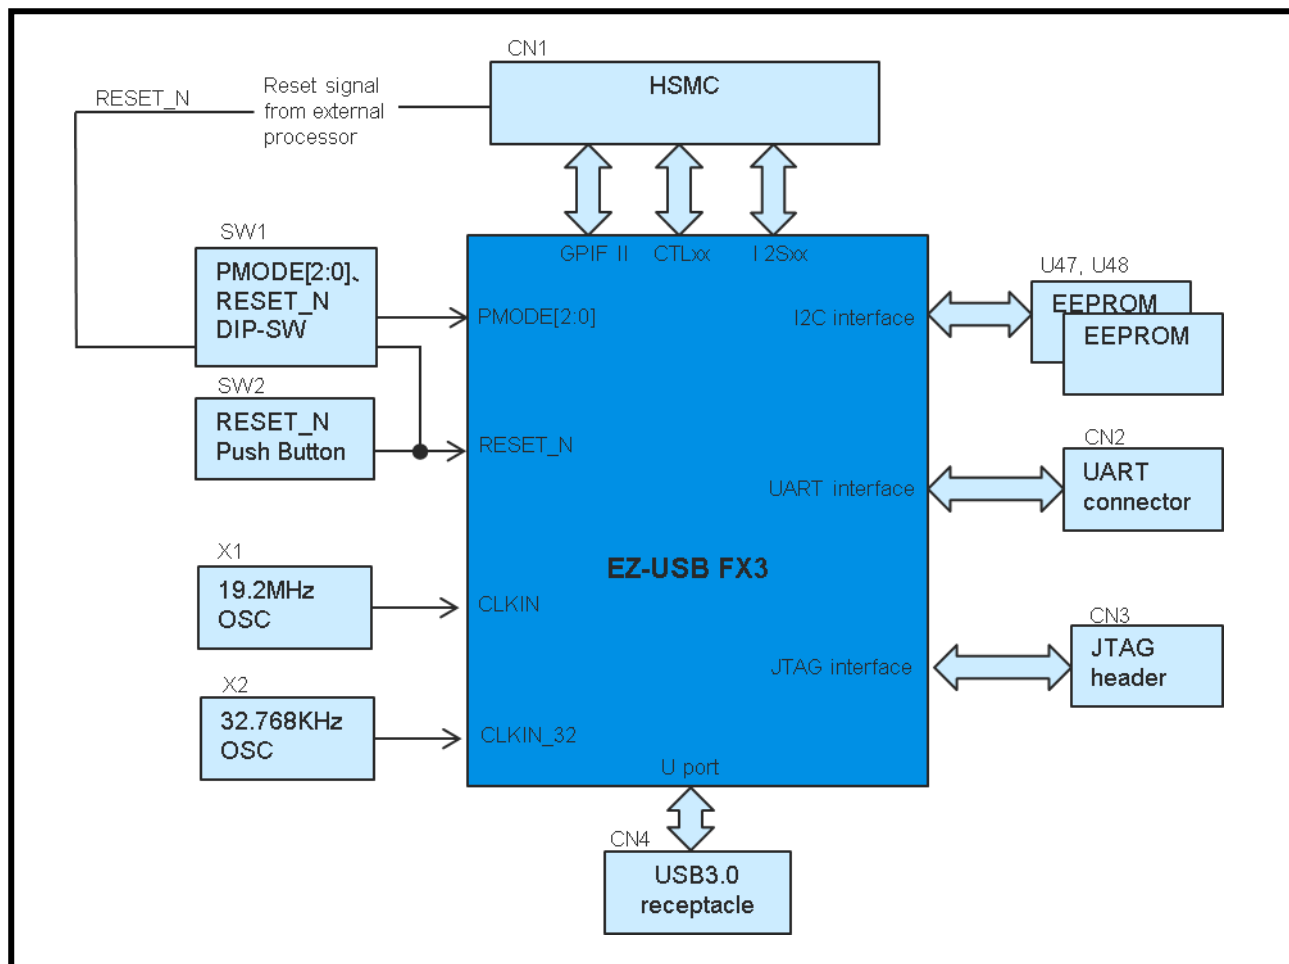 CN1
HSMC
RESET_N
Reset signal
from external
processor
SW1
PMODE[2:0]、
RESET_N
DIP-SW
SW2
RESET_N
Push Button
X1
19.2MHz
OSC
X2
32.768KHz
OSC
GPIF II
CTLxx
I2Sxx
PMODE[2:0]
RESET_N
CLKIN
CLKIN_32
I2C interface
UART interface
EZ-USB FX3
JTAG interface
U port
U47, U48
EEPROM
EEPROM
CN2
UART
connector
CN3
JTAG
header
CN4
USB3.0
receptacle